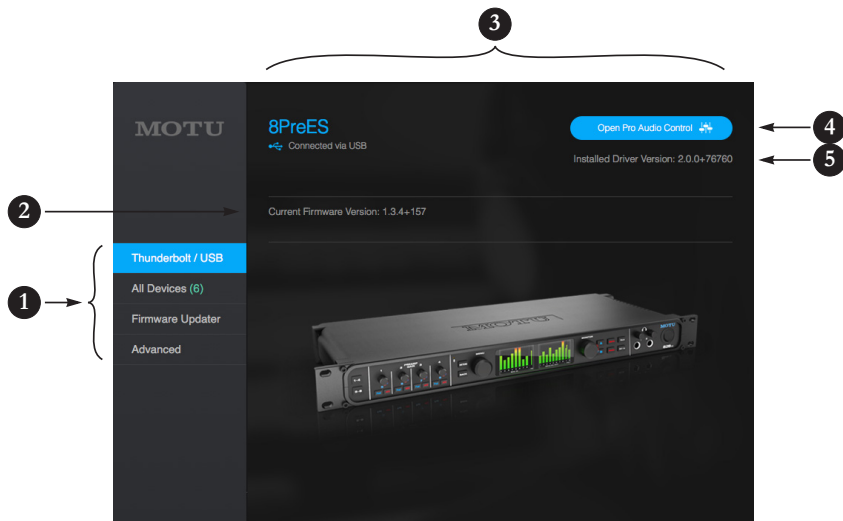 3
MOTU
8PreES
Open Pro Audio Control
4
Connected via USB
Installed Driver Version: 2.0.0+76760
5
2
Current Firmware Version: 1.3.4+157
1
Thunderbolt / USB
All Devices (6)
Firmware Updater
Advanced
MOTU